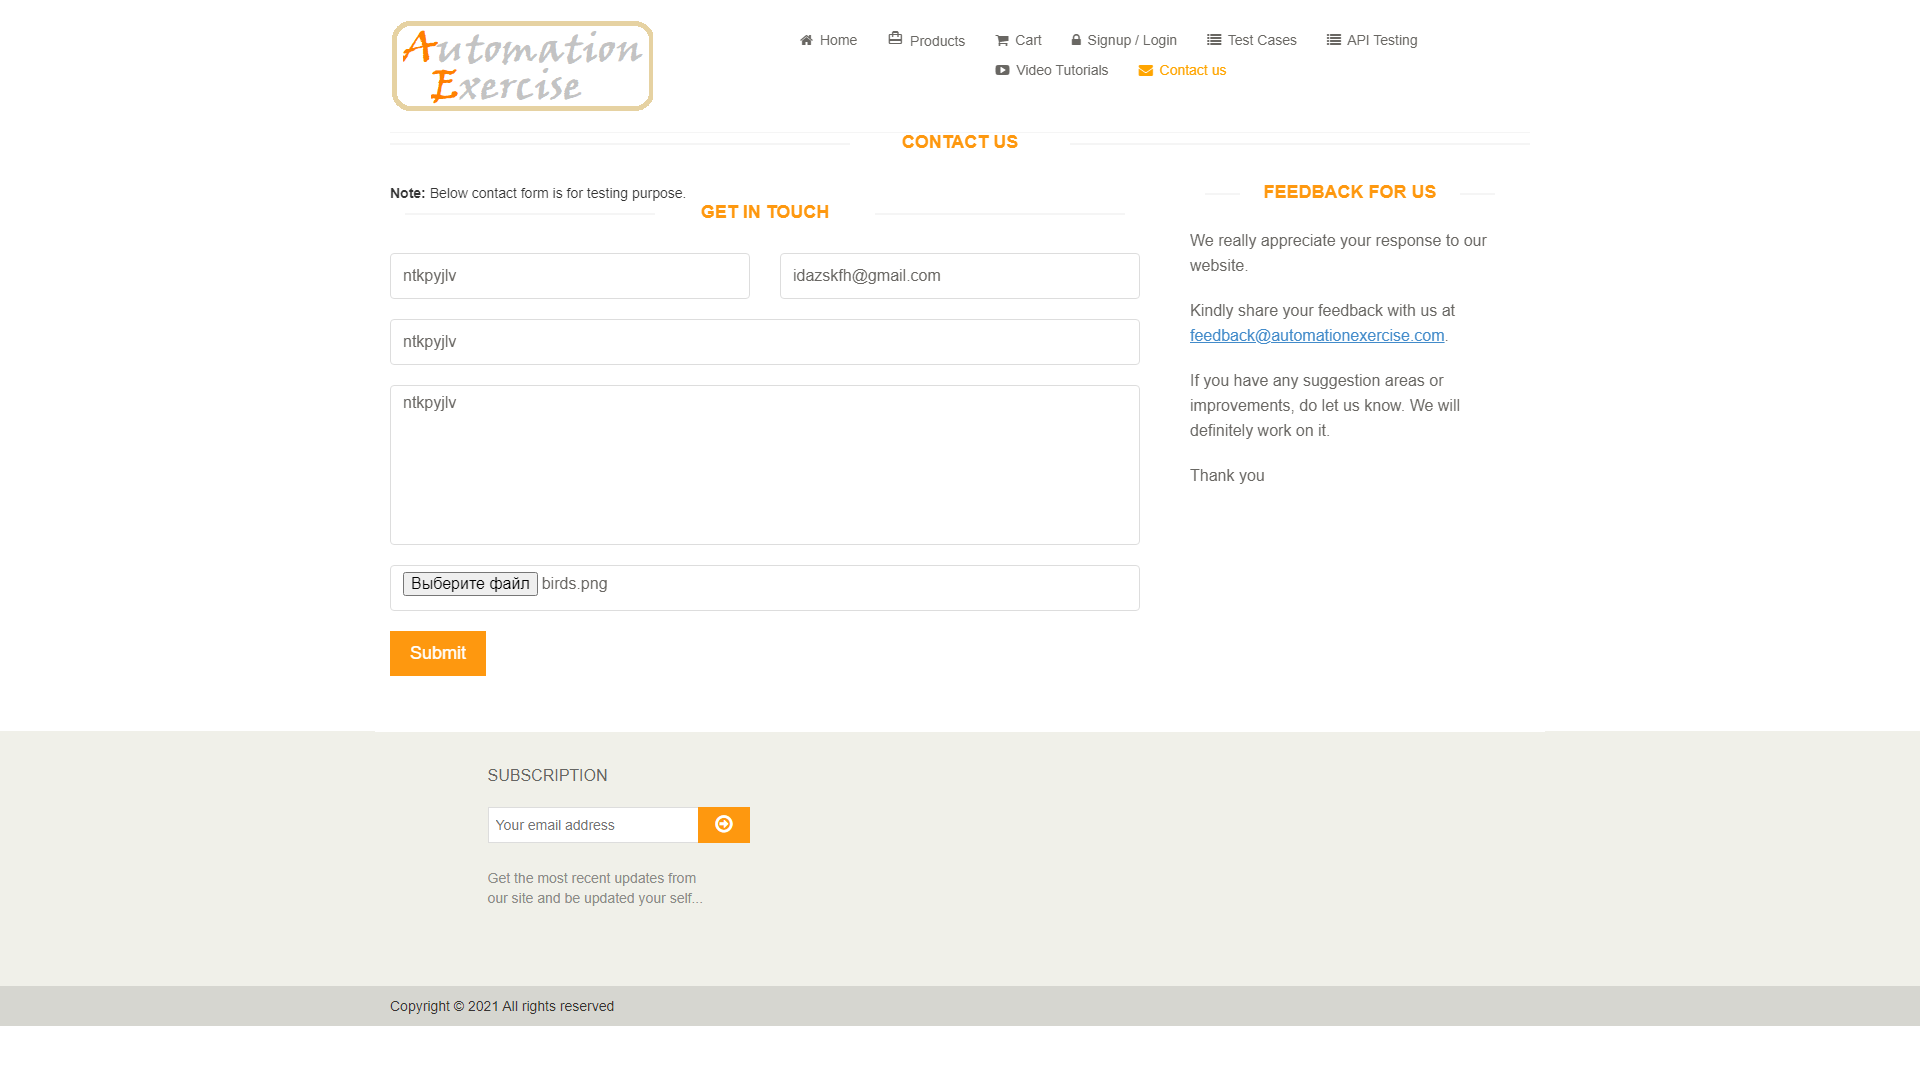 Automation
Exercise
Home
Products
Cart
Signup / Login
Test Cases
API Testing
Video Tutorials
Contact us
CONTACT US
Note: Below contact form is for testing purpose.
GET IN TOUCH
ntkpyjlv
idazskfh@gmail.com
ntkpyjlv
ntkpyjlv
Выберите файл birds.png
Submit
FEEDBACK FOR US
We really appreciate your response to our
website.
Kindly share your feedback with us at
feedback@automationexercise.com.
If you have any suggestion areas or
improvements, do let us know. We will
definitely work on it.
Thank you
SUBSCRIPTION
Your email address
Get the most recent updates from
our site and be updated your self...
Copyright © 2021 All rights reserved